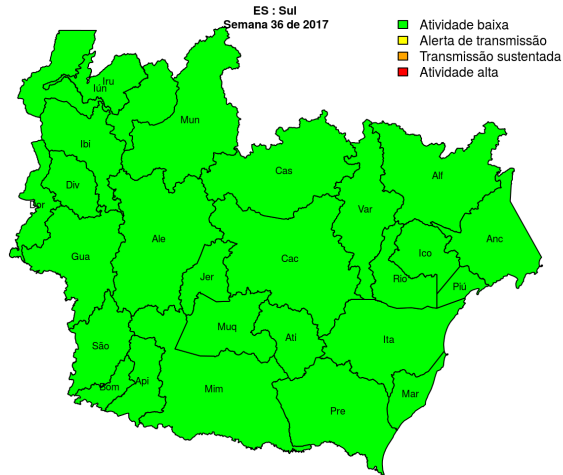 ES : Sul
Semana 36 de 2017
Atividade baixa
Alerta de transmissão
Transmissão sustentada
Atividade alta
Iru
Iún
Mun
Ibi
Cas
Alf
Div
Dor
Var
Ale
Anc
Ico
Gua
Cac
Jer
Rio
Piú
Muq
Ati
Ita
São
Api
Bom
Mim
Mar
Pre